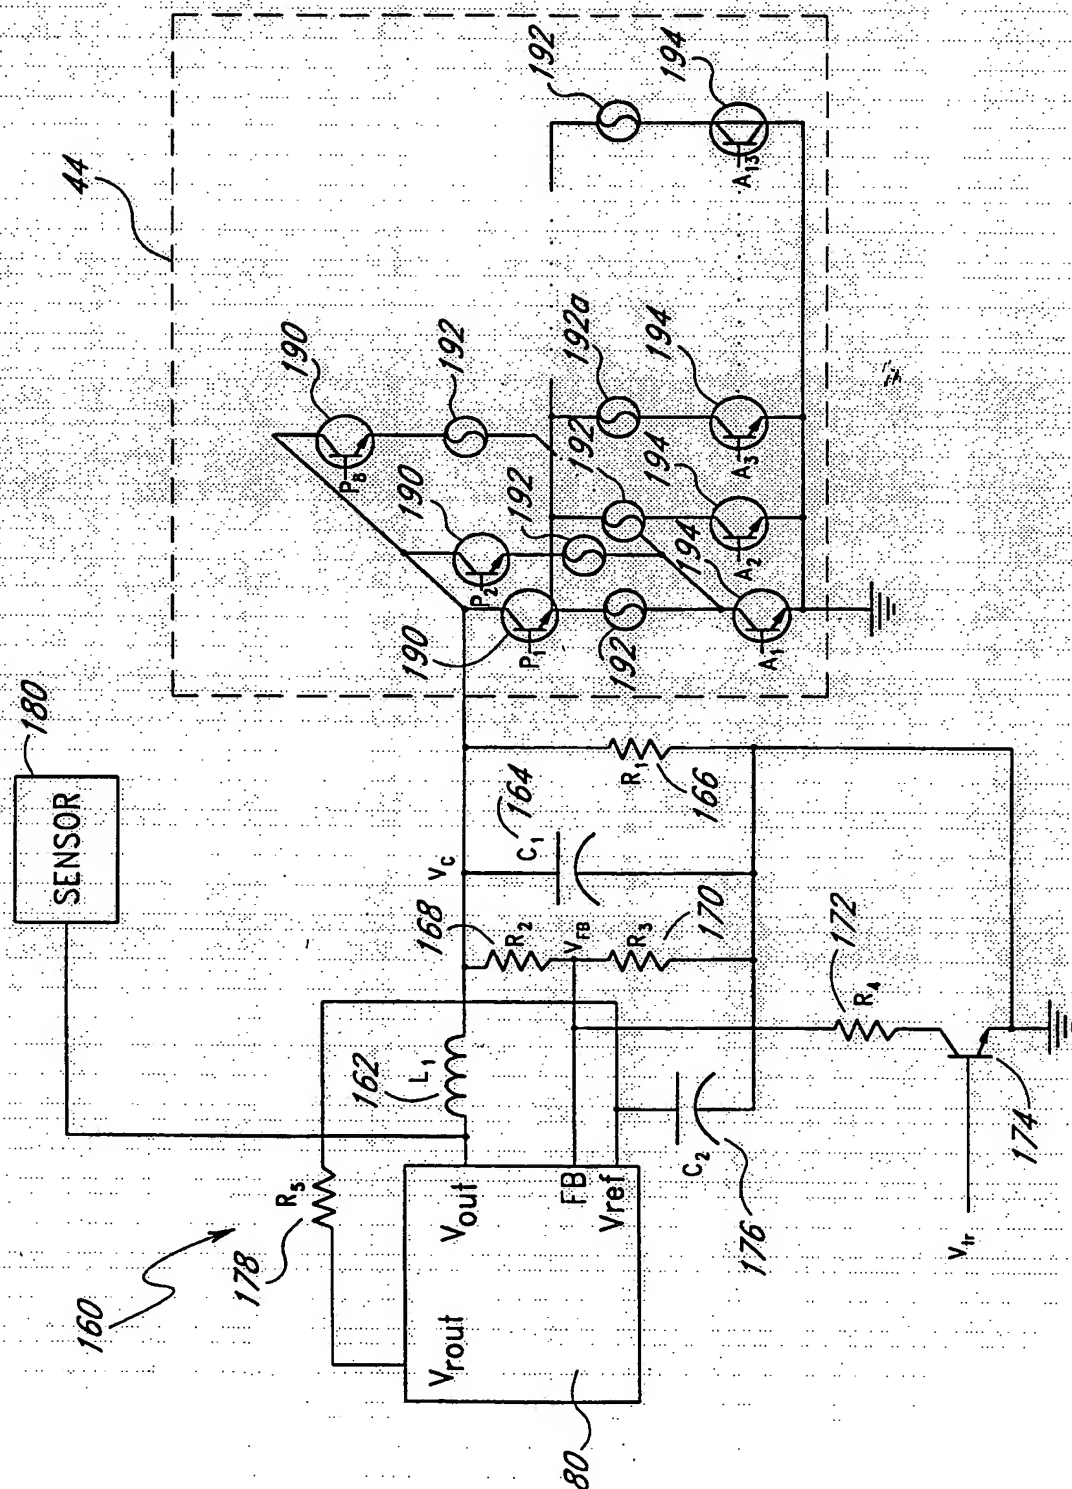 160
178
R5
Vrout
Vout
FB
Vref
80
162
L1
SENSOR
180
VC
168
R2
VFB
R3
170
C1
164
R1
166
C2
176
172
R4
174
Vtr
44
190
P1
190
P2
190
P8
192
192
192
192
192a
192
194
A1
194
A2
194
A3
194
A13